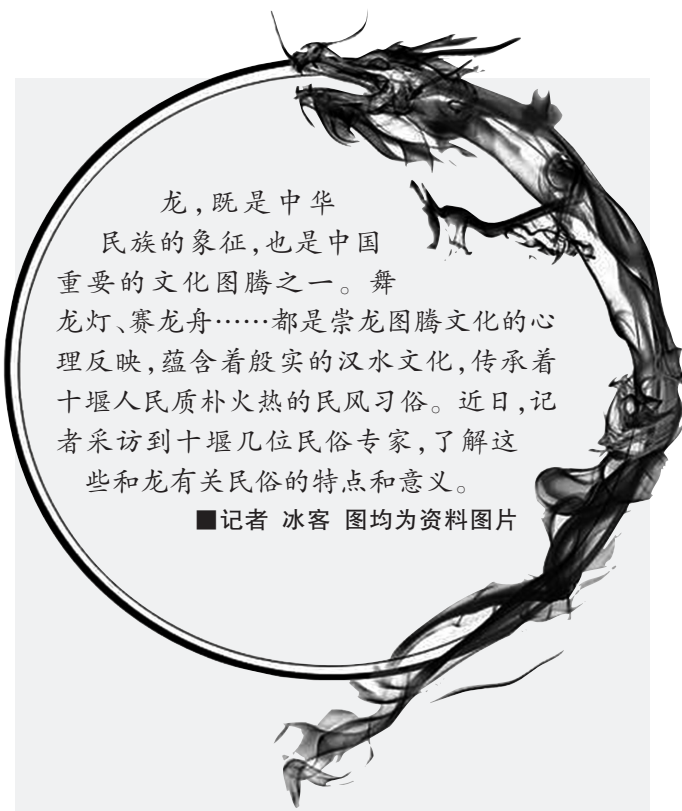 龙,既是中华
民族的象征,也是中国
重要的文化图腾之一。舞
龙灯、赛龙舟……都是崇龙图腾文化的心
理反映,蕴含着殷实的汉水文化,传承着
十堰人民质朴火热的民风习俗。近日,记
者采访到十堰几位民俗专家,了解这
些和龙有关民俗的特点和意义。
■记者 冰客 图均为资料图片